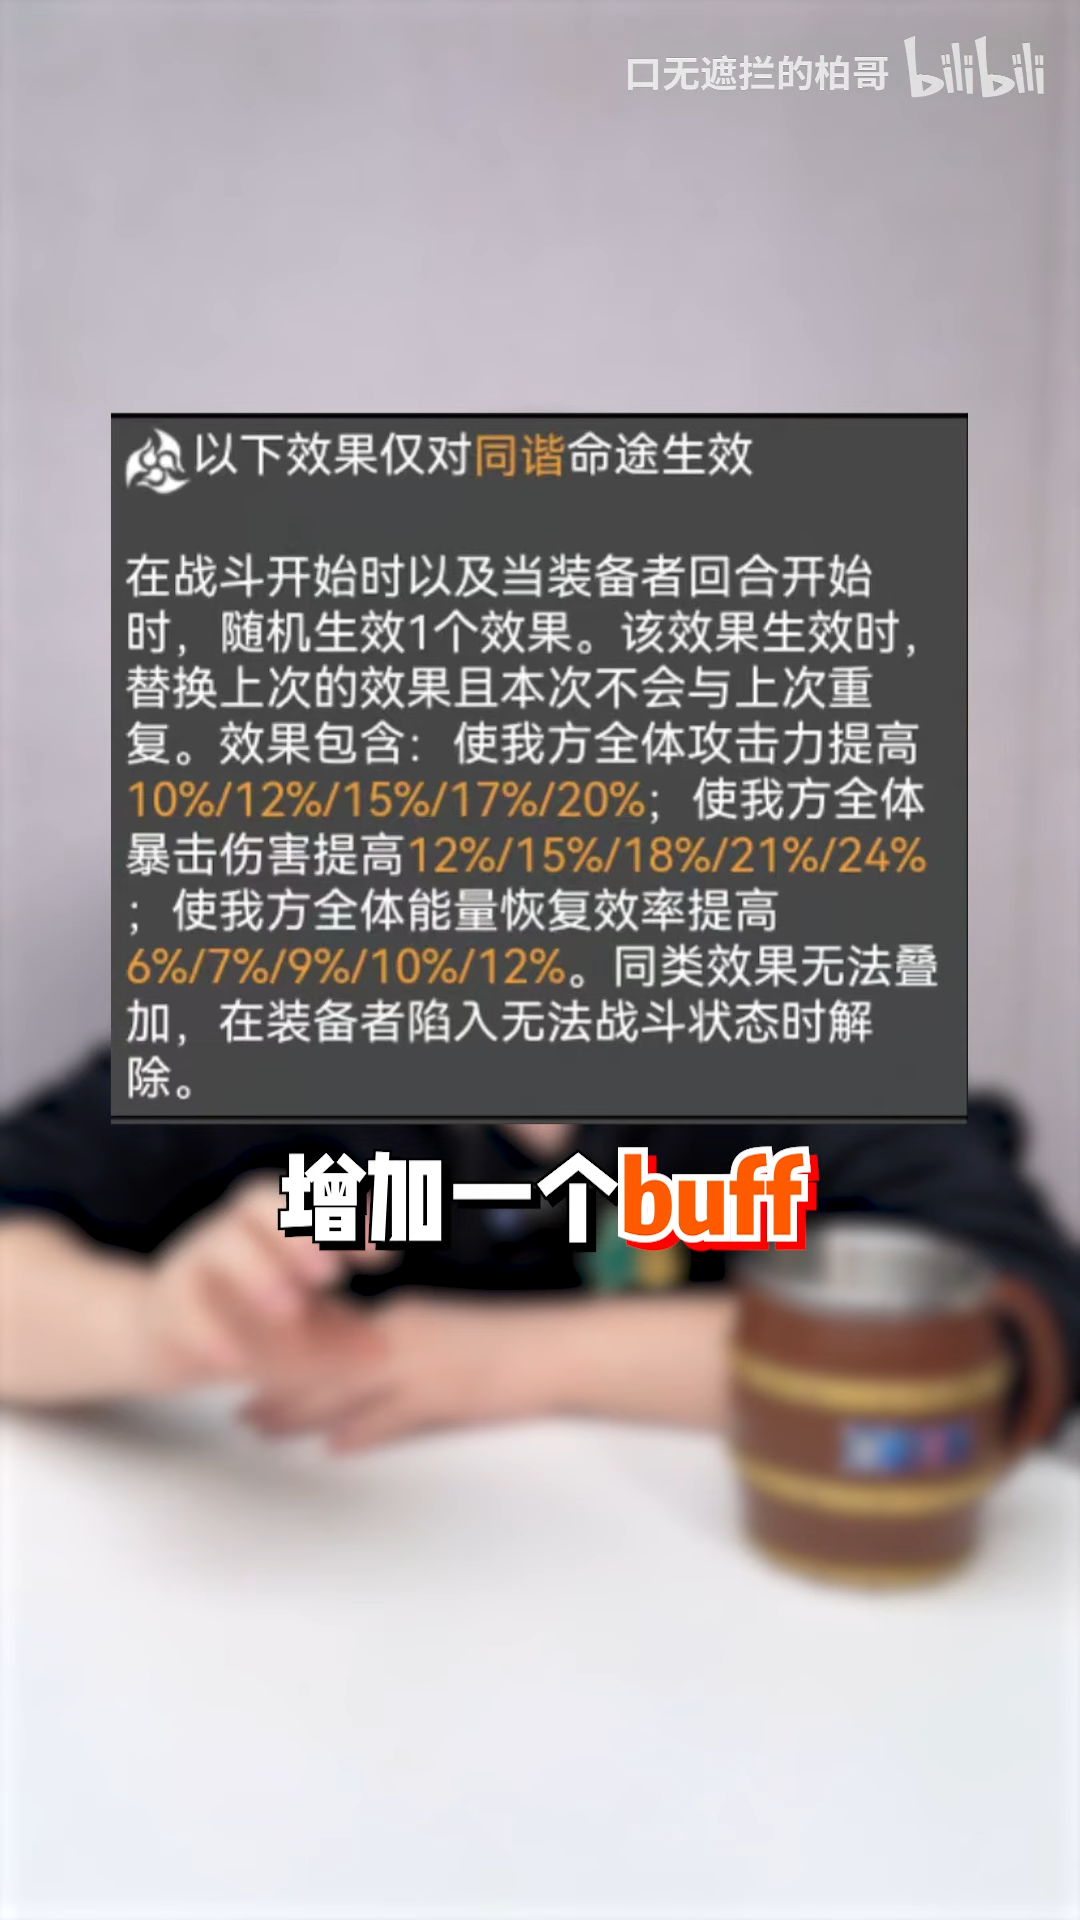 口无遮拦的柏哥 bilibili
以下效果仅对同谐命途生效
在战斗开始时以及当装备者回合开始
时，随机生效1个效果。该效果生效时，
替换上次的效果且本次不会与上次重
复。效果包含：使我方全体攻击力提高
10%/12%/15%/17%/20%；使我方全体
暴击伤害提高12%/15%/18%/21%/24%
；使我方全体能量恢复效率提高
6%/7%/9%/10%/12%。同类效果无法叠
加，在装备者陷入无法战斗状态时解
除。
增加一个buff